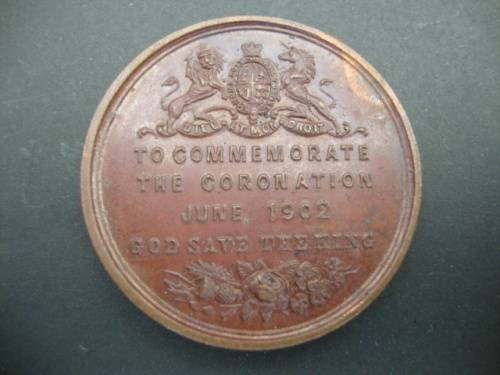 DIEU ET MON DROIT
TO COMMEMORATE
THE CORONATION
JUNE, 1902
GOD SAVE THE KING